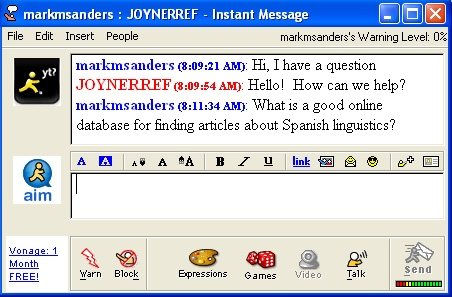 markmsanders : JOYNERREF - Instant Message
File Edit Insert People markmsanders's Warning Level: 0%
yt?
markmsanders (8:09:21 AM): Hi, I have a question
JOYNERREF (8:09:54 AM): Hello! How can we help?
markmsanders (8:11:34 AM): What is a good online
database for finding articles about Spanish linguistics?
A A A A A B I U link
aim
Vonage: 1
Month
FREE!
Warn Block Expressions Games Video Talk Send